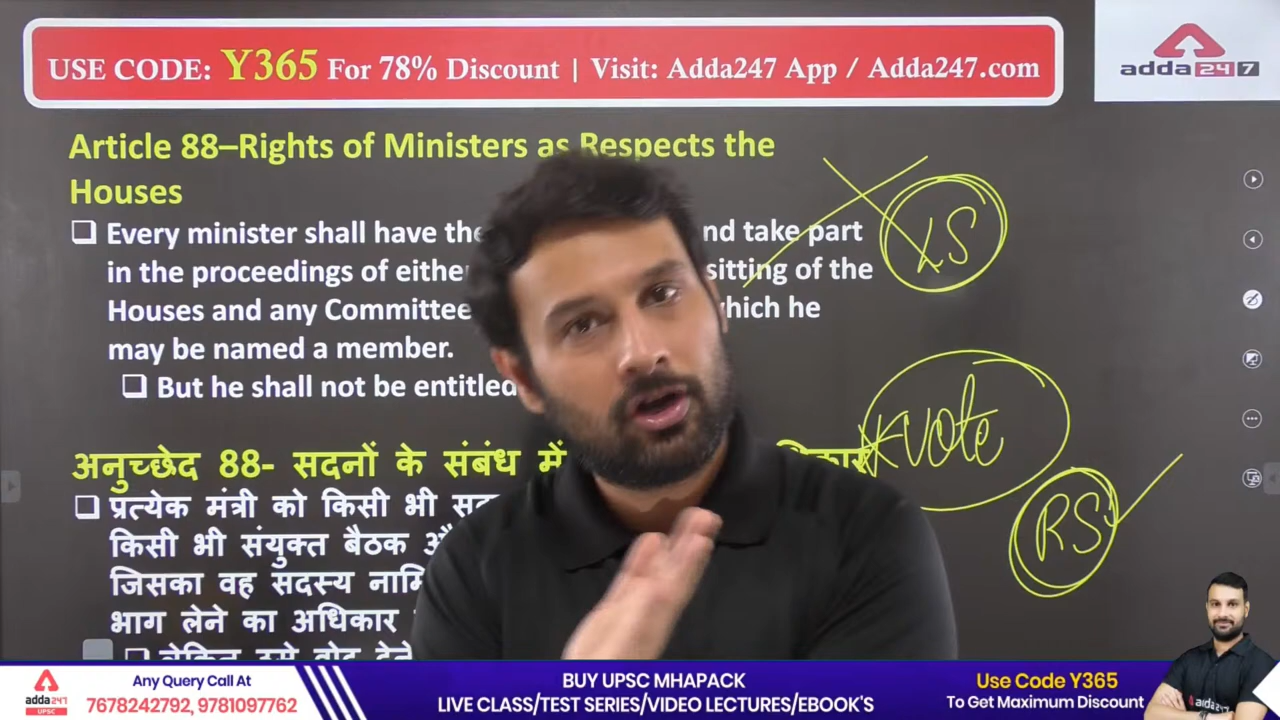 USE CODE: Y365 For 78% Discount | Visit: Adda247 App / Adda247.com
adda247
Article 88–Rights of Ministers as Respects the
Houses
❑ Every minister shall have the nd take part
in the proceedings of either sitting of the
Houses and any Committee which he
may be named a member.
❑ But he shall not be entitled
LS
vote
RS
अनुच्छेद 88- सदनों के संबंध में
❑ प्रत्येक मंत्री को किसी भी
किसी भी संयुक्त बैठक
जिसका वह सदस्य
भाग लेने का अधिकार
❑ लेकिन उसे वोट देने
adda247
UPSC
Any Query Call At
7678242792, 9781097762
BUY UPSC MHAPACK
LIVE CLASS/TEST SERIES/VIDEO LECTURES/EBOOK'S
Use Code Y365
To Get Maximum Discount